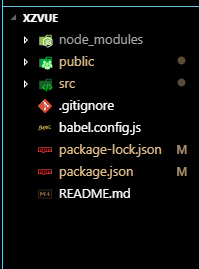 XZVUE
node_modules
public
src
.gitignore
babel.config.js
package-lock.json M
package.json M
README.md